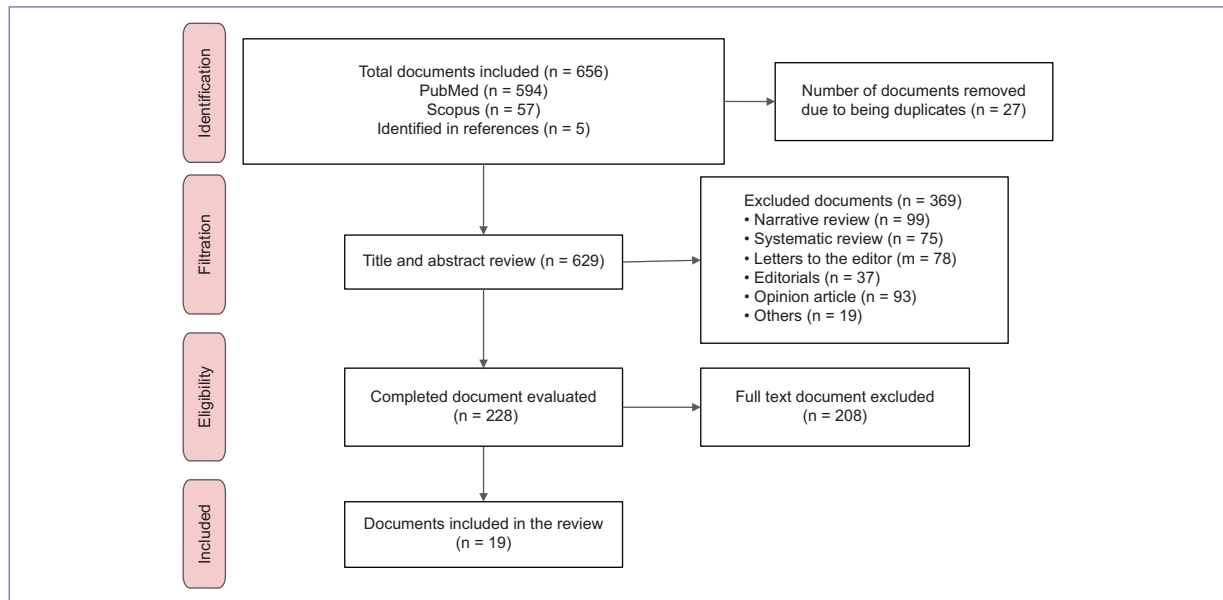 Identification
Total documents included (n = 656)
PubMed (n = 594)
Scopus (n = 57)
Identified in references (n = 5)
Number of documents removed
due to being duplicates (n = 27)
Filtration
Title and abstract review (n = 629)
Excluded documents (n = 369)
• Narrative review (n = 99)
• Systematic review (n = 75)
• Letters to the editor (m = 78)
• Editorials (n = 37)
• Opinion article (n = 93)
• Others (n = 19)
Eligibility
Completed document evaluated
(n = 228)
Full text document excluded
(n = 208)
Included
Documents included in the review
(n = 19)